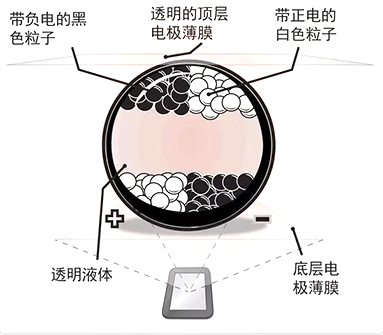 带负电的黑
色粒子
透明的顶层
电极薄膜
带正电的
白色粒子
透明液体
底层电
极薄膜